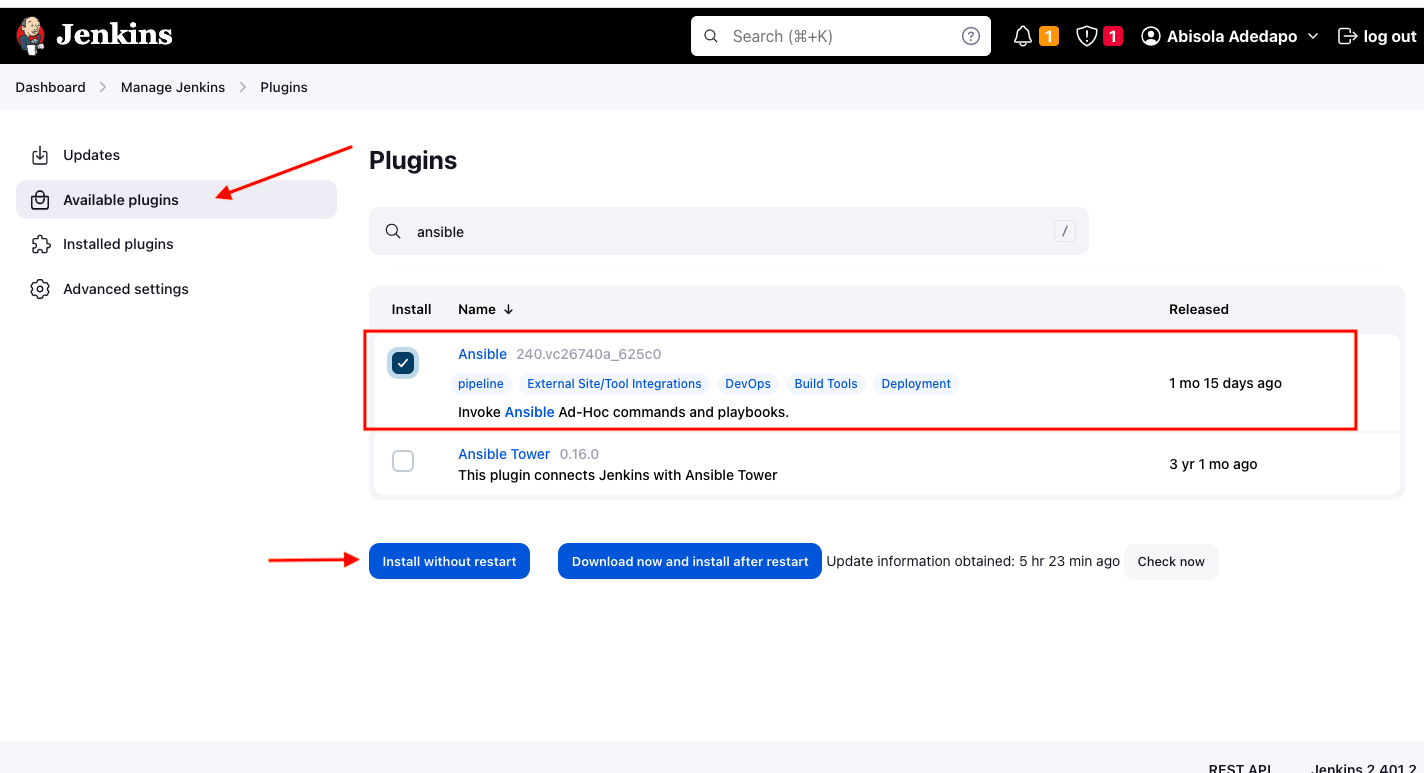 Jenkins
Search (⌘+K)
1
1
Abisola Adedapo
log out
Dashboard
Manage Jenkins
Plugins
Updates
Available plugins
Installed plugins
Advanced settings
Plugins
ansible
/
Install Name ↓ Released
Ansible 240.vc26740a_625c0
pipeline External Site/Tool Integrations DevOps Build Tools Deployment
Invoke Ansible Ad-Hoc commands and playbooks.
1 mo 15 days ago
Ansible Tower 0.16.0
This plugin connects Jenkins with Ansible Tower
3 yr 1 mo ago
Install without restart
Download now and install after restart
Update information obtained: 5 hr 23 min ago
Check now
REST API
Jenkins 2.401.2